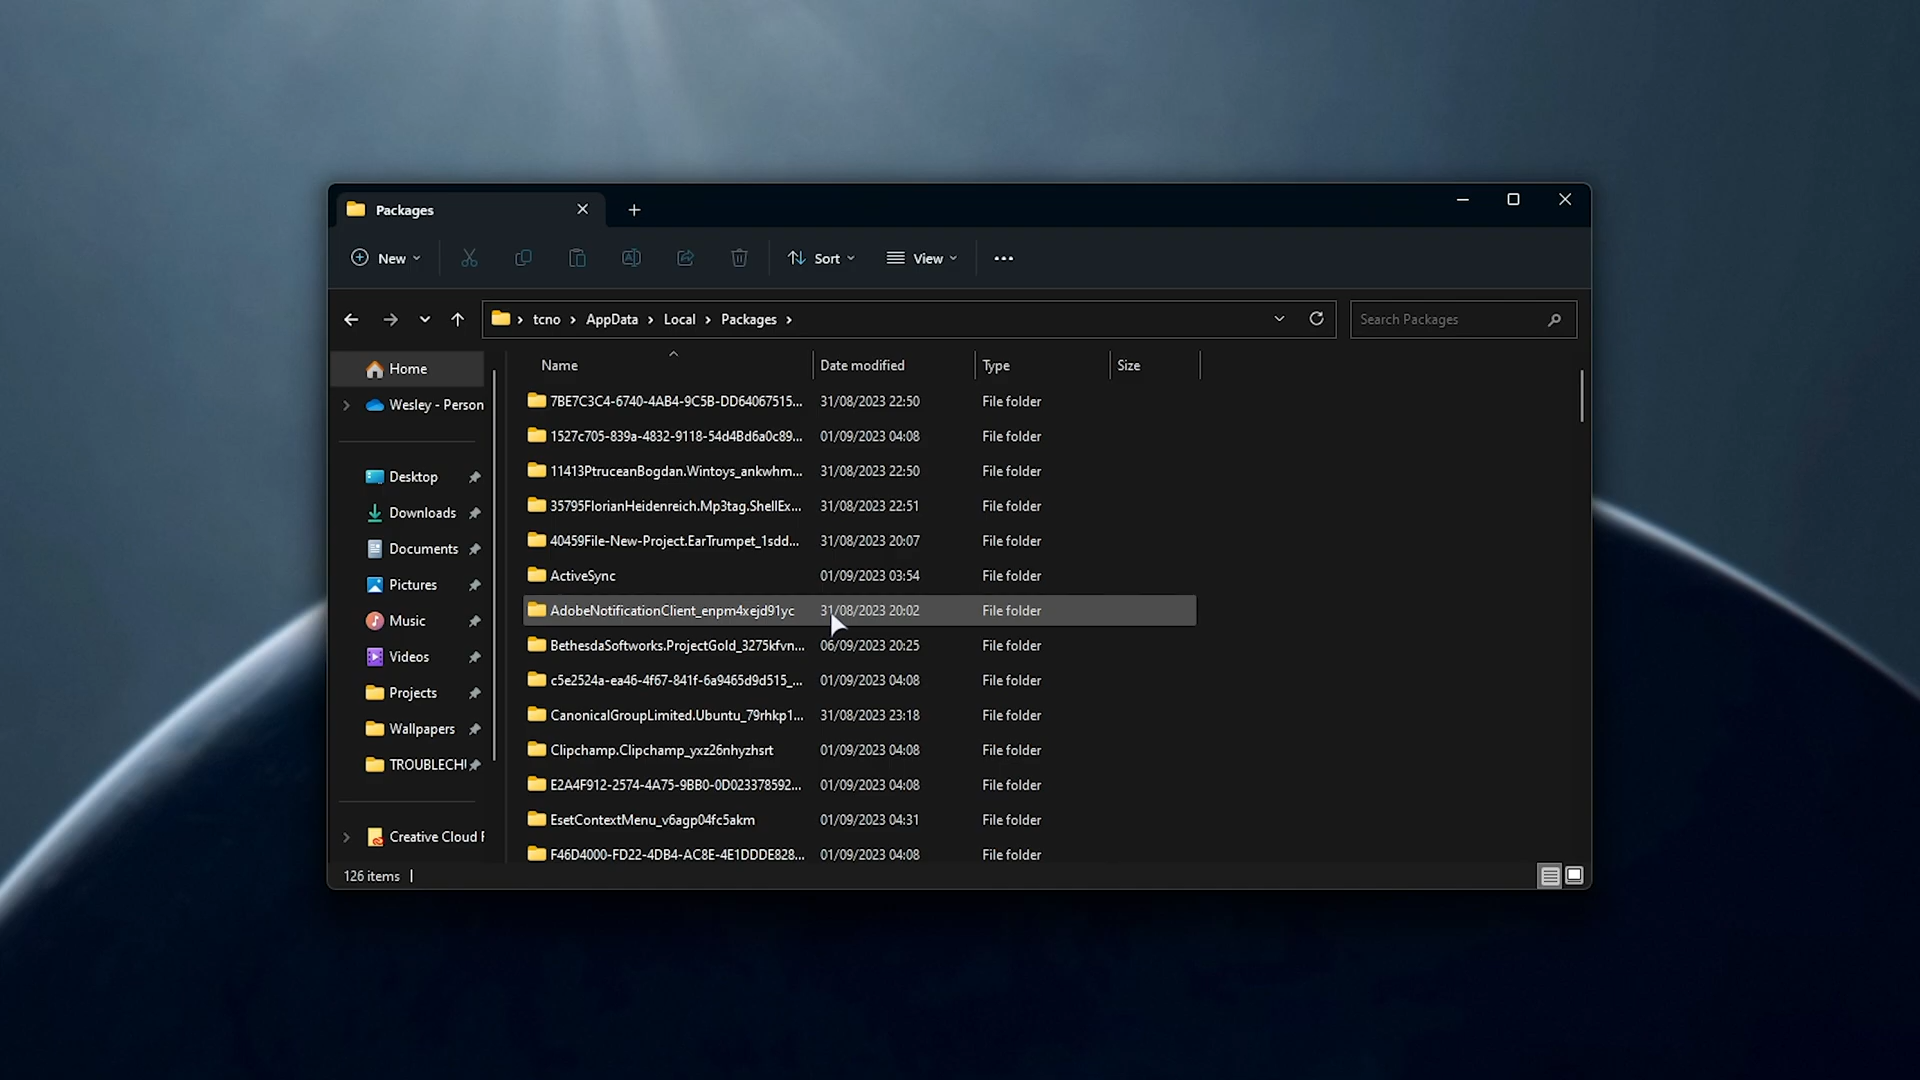 Packages
New
Sort
View
tcno
AppData
Local
Packages
Search Packages
Name
Date modified
Type
Size
Home
Wesley - Person
Desktop
Downloads
Documents
Pictures
Music
Videos
Projects
Wallpapers
TROUBLECH
Creative Cloud F
7BE7C3C4-6740-4AB4-9C5B-DD64067515... 31/08/2023 22:50 File folder
1527c705-839a-4832-9118-54d4Bd6a0c89... 01/09/2023 04:08 File folder
11413PtruceanBogdan.Wintoys_ankwhm... 31/08/2023 22:50 File folder
35795FlorianHeidenreich.Mp3tag.ShellEx... 31/08/2023 22:51 File folder
40459File-New-Project.EarTrumpet_1sdd... 31/08/2023 20:07 File folder
ActiveSync 01/09/2023 03:54 File folder
AdobeNotificationClient_enpm4xejd91yc 31/08/2023 20:02 File folder
BethesdaSoftworks.ProjectGold_3275kfvn... 06/09/2023 20:25 File folder
c5e2524a-ea46-4f67-841f-6a9465d9d515_... 01/09/2023 04:08 File folder
CanonicalGroupLimited.Ubuntu_79rhkp1... 31/08/2023 23:18 File folder
Clipchamp.Clipchamp_yxz26nhyzhsrt 01/09/2023 04:08 File folder
E2A4F912-2574-4A75-9BB0-0D023378592... 01/09/2023 04:08 File folder
EsetContextMenu_v6agp04fc5akm 01/09/2023 04:31 File folder
F46D4000-FD22-4DB4-AC8E-4E1DDDE828... 01/09/2023 04:08 File folder
126 items